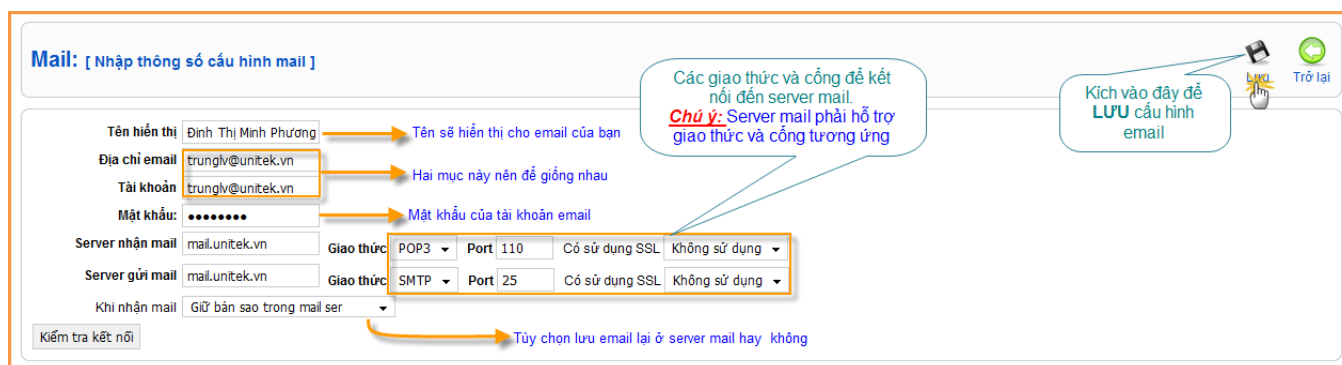 Mail: [ Nhập thông số cấu hình mail ]
Lưu
Trở lại
Các giao thức và cổng để kết
nối đến server mail.
Chú ý: Server mail phải hỗ trợ
giao thức và cổng tương ứng
Kích vào đây để
LƯU cấu hình
email
Tên hiển thị Đinh Thị Minh Phương Tên sẽ hiển thị cho email của bạn
Địa chỉ email trunglv@unitek.vn
Hai mục này nên để giống nhau
Tài khoản trunglv@unitek.vn
Mật khẩu: •••••••• Mật khẩu của tài khoản email
Server nhận mail mail.unitek.vn Giao thức POP3 Port 110 Có sử dụng SSL Không sử dụng
Server gửi mail mail.unitek.vn Giao thức SMTP Port 25 Có sử dụng SSL Không sử dụng
Khi nhận mail Giữ bản sao trong mail ser
Kiểm tra kết nối Tùy chọn lưu email lại ở server mail hay không